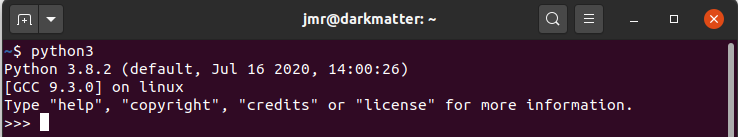 jmr@darkmatter: ~
~$ python3
Python 3.8.2 (default, Jul 16 2020, 14:00:26)
[GCC 9.3.0] on linux
Type "help", "copyright", "credits" or "license" for more information.
>>>